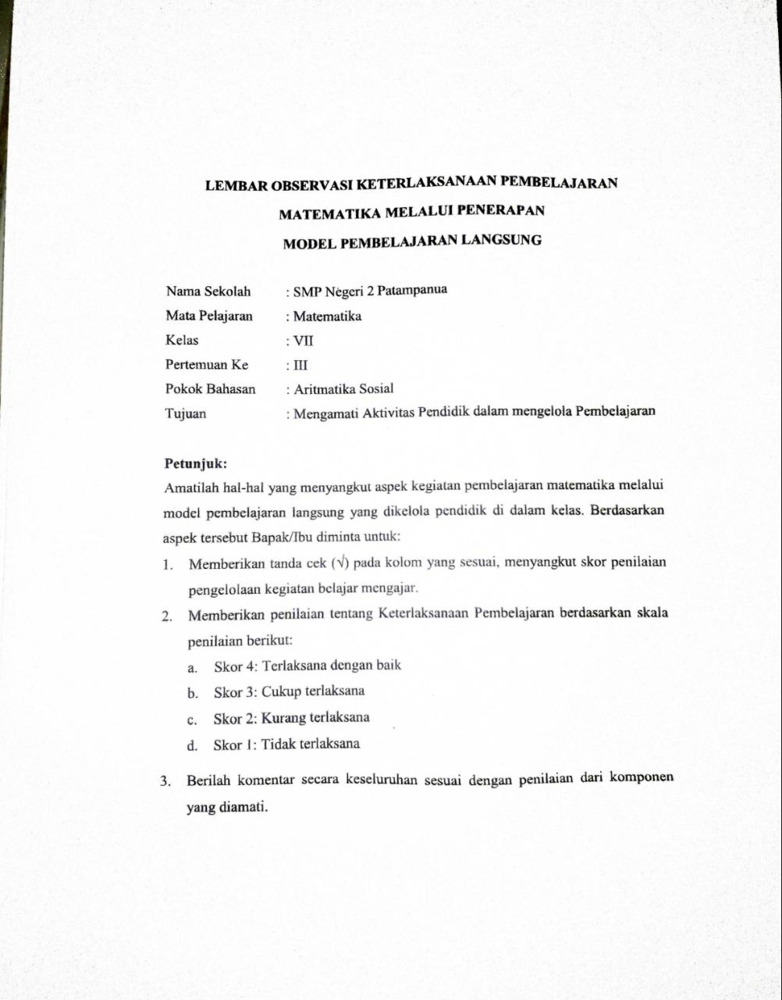 LEMBAR OBSERVASI KETERLAKSANAAN PEMBELAJARAN
MATEMATIKA MELALUI PENERAPAN
MODEL PEMBELAJARAN LANGSUNG
Nama Sekolah : SMP Negeri 2 Patampanua
Mata Pelajaran : Matematika
Kelas : VII
Pertemuan Ke : III
Pokok Bahasan : Aritmatika Sosial
Tujuan : Mengamati Aktivitas Pendidik dalam mengelola Pembelajaran
Petunjuk:
Amatilah hal-hal yang menyangkut aspek kegiatan pembelajaran matematika melalui
model pembelajaran langsung yang dikelola pendidik di dalam kelas. Berdasarkan
aspek tersebut Bapak/Ibu diminta untuk:
1. Memberikan tanda cek (√) pada kolom yang sesuai, menyangkut skor penilaian
pengelolaan kegiatan belajar mengajar.
2. Memberikan penilaian tentang Keterlaksanaan Pembelajaran berdasarkan skala
penilaian berikut:
a. Skor 4: Terlaksana dengan baik
b. Skor 3: Cukup terlaksana
c. Skor 2: Kurang terlaksana
d. Skor 1: Tidak terlaksana
3. Berilah komentar secara keseluruhan sesuai dengan penilaian dari komponen
yang diamati.